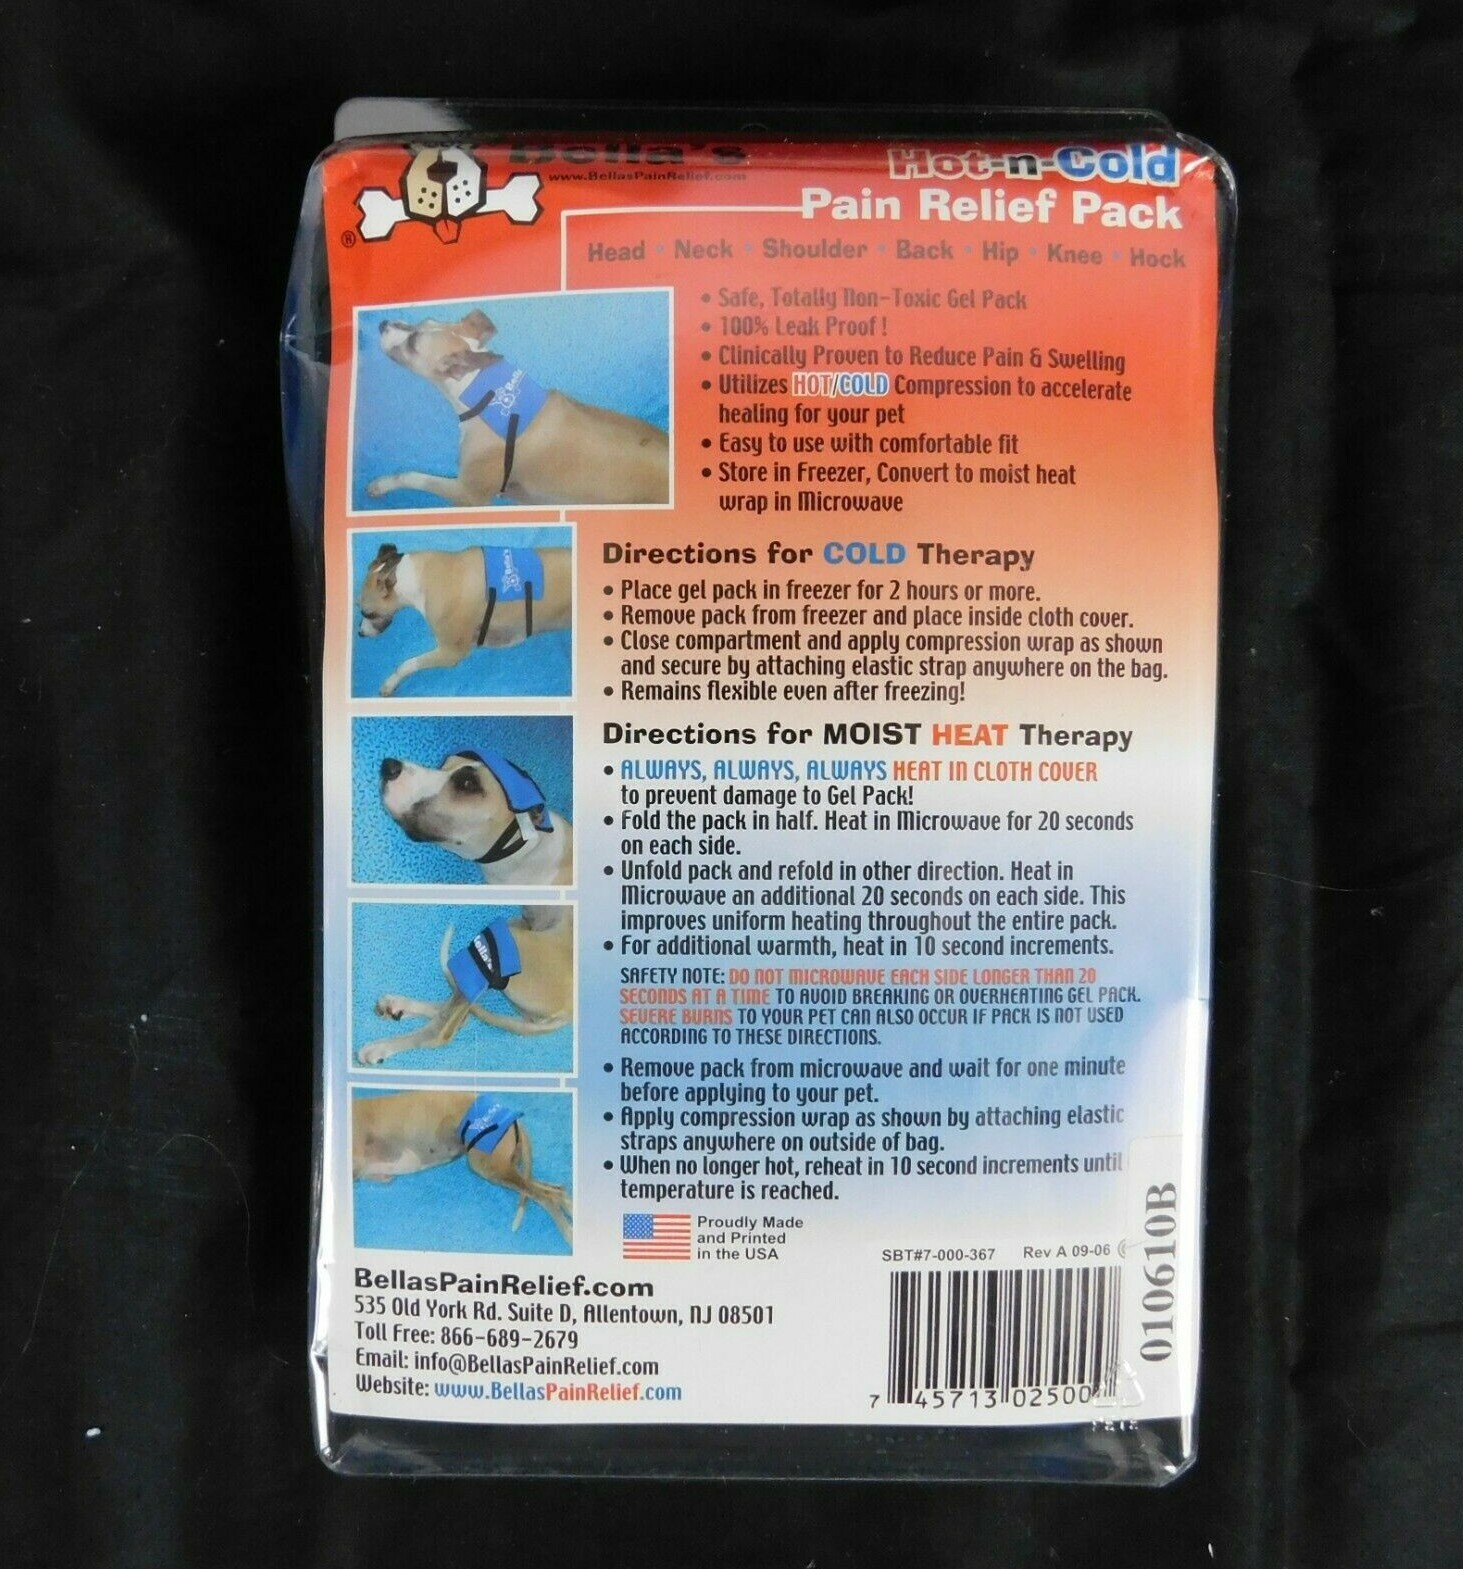 Bella's
www.BellasPainRelief.com
®
Hot-n-Cold
Pain Relief Pack
Head • Neck • Shoulder • Back • Hip • Knee • Hock
• Safe, Totally Non-Toxic Gel Pack
• 100% Leak Proof!
• Clinically Proven to Reduce Pain & Swelling
• Utilizes HOT/COLD Compression to accelerate
healing for your pet
• Easy to use with comfortable fit
• Store in Freezer, Convert to moist heat
wrap in Microwave
Directions for COLD Therapy
• Place gel pack in freezer for 2 hours or more.
• Remove pack from freezer and place inside cloth cover.
• Close compartment and apply compression wrap as shown
and secure by attaching elastic strap anywhere on the bag.
• Remains flexible even after freezing!
Directions for MOIST HEAT Therapy
• ALWAYS, ALWAYS, ALWAYS HEAT IN CLOTH COVER
to prevent damage to Gel Pack!
• Fold the pack in half. Heat in Microwave for 20 seconds
on each side.
• Unfold pack and refold in other direction. Heat in
Microwave an additional 20 seconds on each side. This
improves uniform heating throughout the entire pack.
• For additional warmth, heat in 10 second increments.
SAFETY NOTE: DO NOT MICROWAVE EACH SIDE LONGER THAN 20
SECONDS AT A TIME TO AVOID BREAKING OR OVERHEATING GEL PACK.
SEVERE BURNS TO YOUR PET CAN ALSO OCCUR IF PACK IS NOT USED
ACCORDING TO THESE DIRECTIONS.
• Remove pack from microwave and wait for one minute
before applying to your pet.
• Apply compression wrap as shown by attaching elastic
straps anywhere on outside of bag.
• When no longer hot, reheat in 10 second increments until
temperature is reached.
Proudly Made
and Printed
in the USA
SBT#7-000-367 Rev A 09-06
010610B
BellasPainRelief.com
535 Old York Rd. Suite D, Allentown, NJ 08501
Toll Free: 866-689-2679
Email: info@BellasPainRelief.com
Website: www.BellasPainRelief.com
7 45713 02500
Bella's
Bella's
Bella's
Bella's